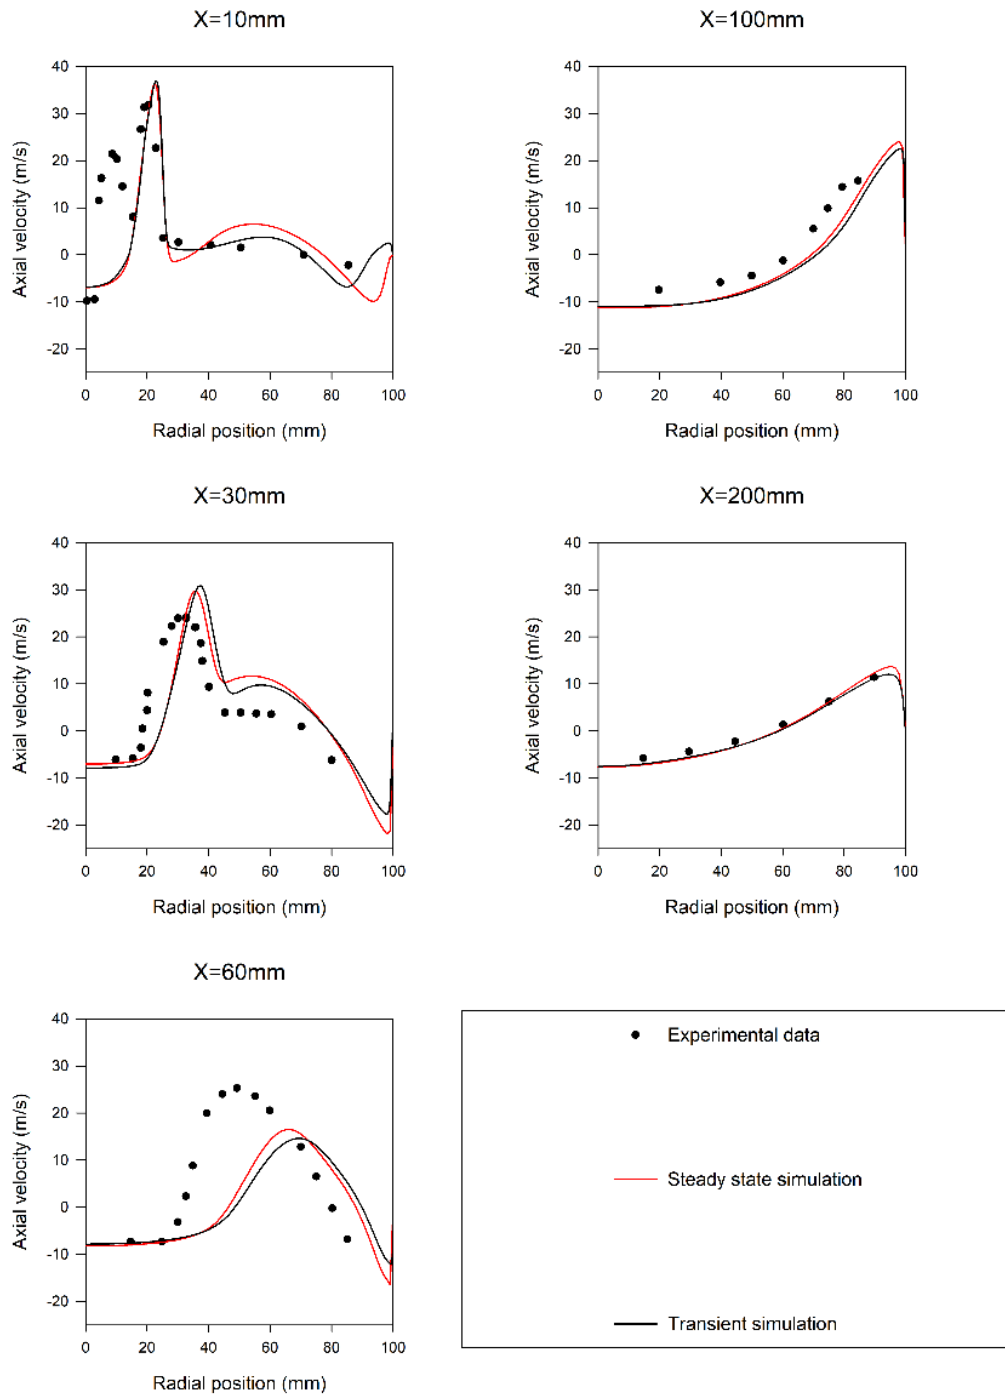 X=10mm
40
30
20
10
0
-10
-20
Axial velocity (m/s)
0 20 40 60 80 100
Radial position (mm)
X=100mm
40
30
20
10
0
-10
-20
Axial velocity (m/s)
0 20 40 60 80 100
Radial position (mm)
X=30mm
40
30
20
10
0
-10
-20
Axial velocity (m/s)
0 20 40 60 80 100
Radial position (mm)
X=200mm
40
30
20
10
0
-10
-20
Axial velocity (m/s)
0 20 40 60 80 100
Radial position (mm)
X=60mm
40
30
20
10
0
-10
-20
Axial velocity (m/s)
0 20 40 60 80 100
Radial position (mm)
Experimental data
Steady state simulation
Transient simulation